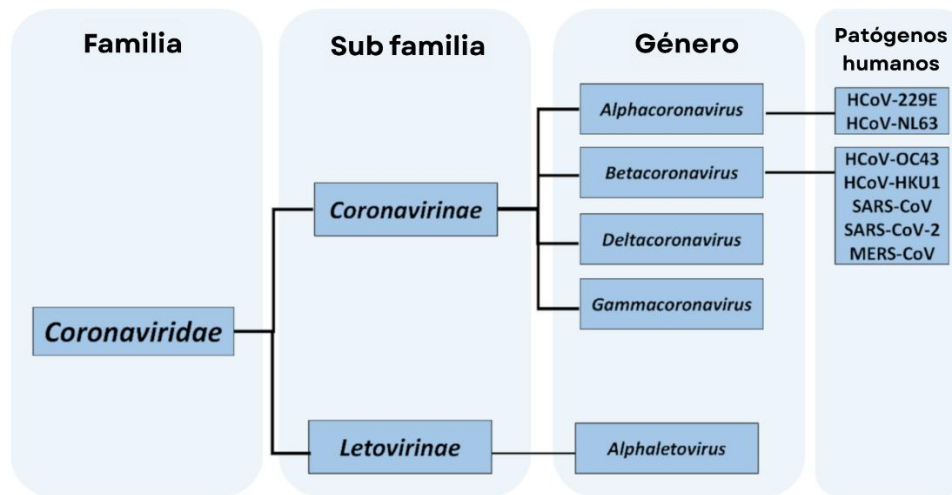 Familia
Sub familia
Género
Patógenos
humanos
Alphacoronavirus
HCoV-229E
HCoV-NL63
Betacoronavirus
HCoV-OC43
HCoV-HKU1
SARS-CoV
SARS-CoV-2
MERS-CoV
Coronavirinae
Deltacoronavirus
Gammacoronavirus
Coronaviridae
Letovirinae
Alphaletovirus